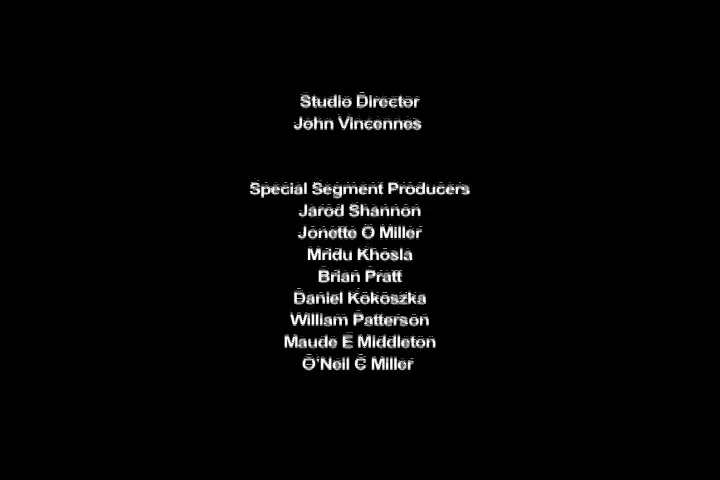 Studio Director
John Vincennes
Special Segment Producers
Jarod Shannon
Jonette O Miller
Mridu Khosla
Brian Pratt
Daniel Kokoszka
William Patterson
Maude E Middleton
O'Neil C Miller